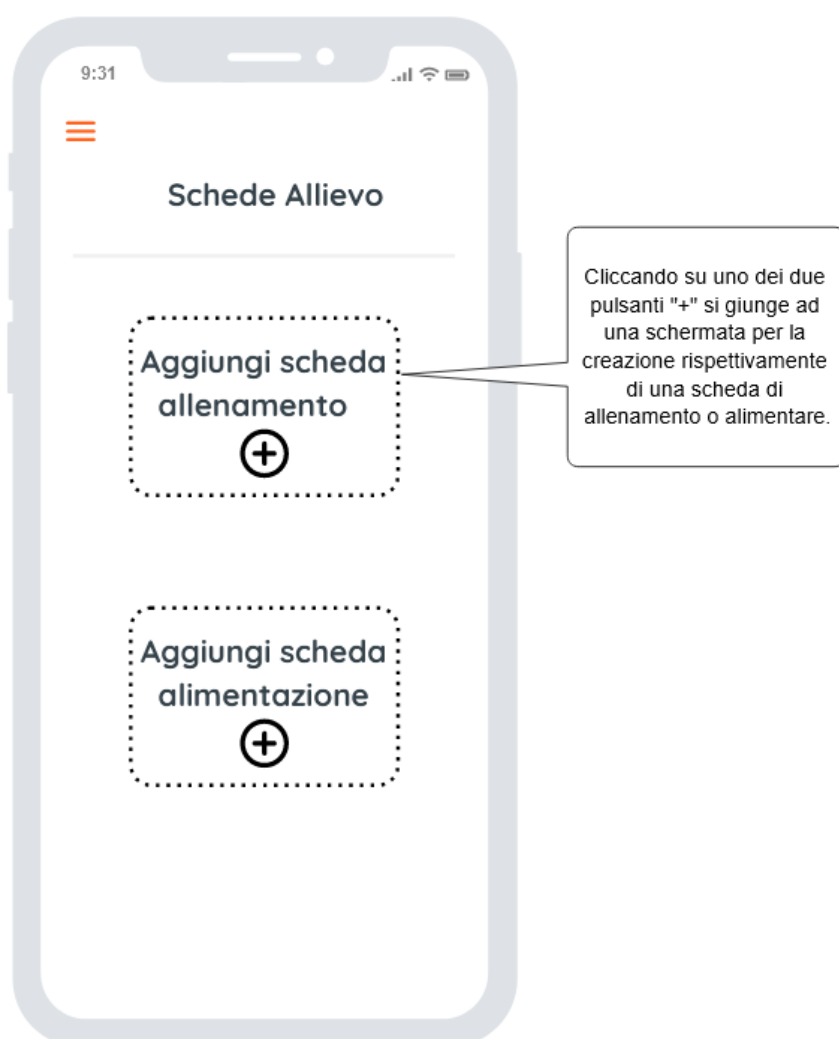 9:31
Schede Allievo
Aggiungi scheda
allenamento
Cliccando su uno dei due
pulsanti "+" si giunge ad
una schermata per la
creazione rispettivamente
di una scheda di
allenamento o alimentare.
Aggiungi scheda
alimentazione